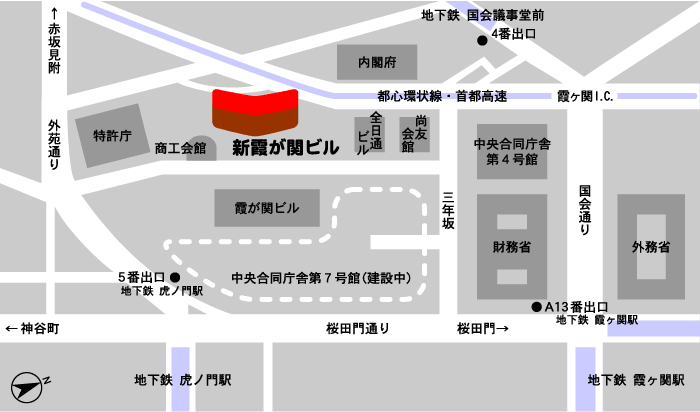 ←赤坂見附
地下鉄 国会議事堂前
4番出口
内閣府
都心環状線・首都高速
霞ヶ関I.C.
外苑通り
特許庁
商工会館
新霞が関ビル
全日通
ビル
尚友
会館
中央合同庁舎
第４号館
三年坂
国会通り
霞が関ビル
財務省
外務省
5番出口
地下鉄 虎ノ門駅
中央合同庁舎第７号館(建設中)
A13番出口
地下鉄 霞ヶ関駅
←神谷町
桜田門通り
桜田門→
地下鉄 虎ノ門駅
地下鉄 霞ヶ関駅
N